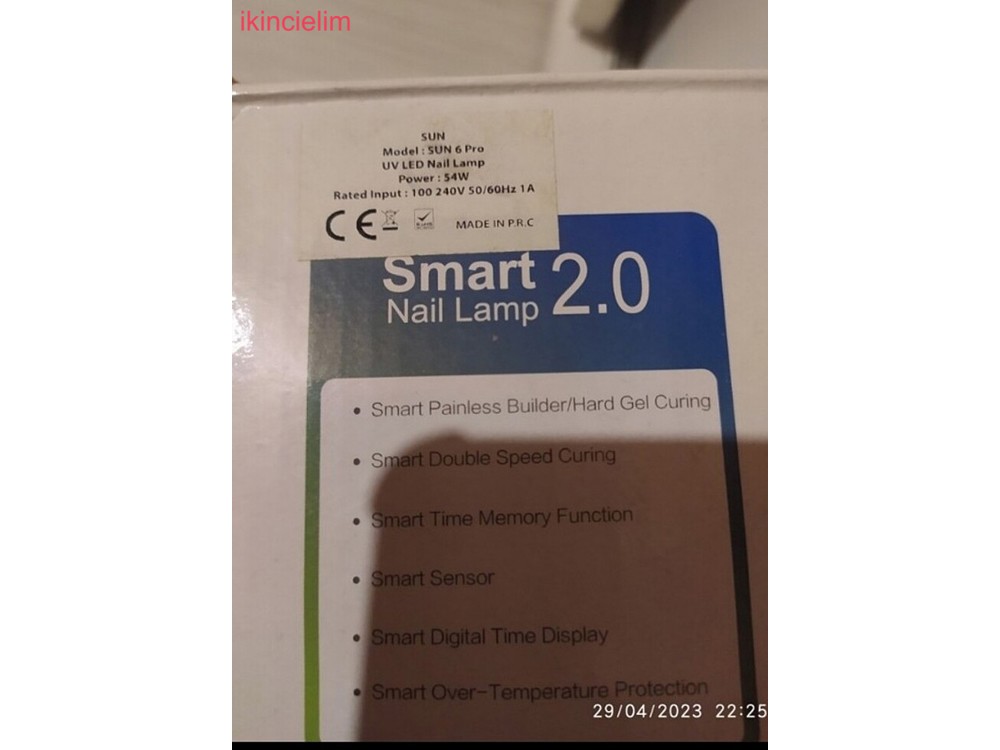 ikincielim
SUN
Model : SUN 6 Pro
UV LED Nail Lamp
Power : 54W
Rated Input : 100 240V 50/60Hz 1A
CE
MADE IN P.R.C
Smart
Nail Lamp 2.0
• Smart Painless Builder/Hard Gel Curing
• Smart Double Speed Curing
• Smart Time Memory Function
• Smart Sensor
• Smart Digital Time Display
• Smart Over-Temperature Protection
29/04/2023 22:25